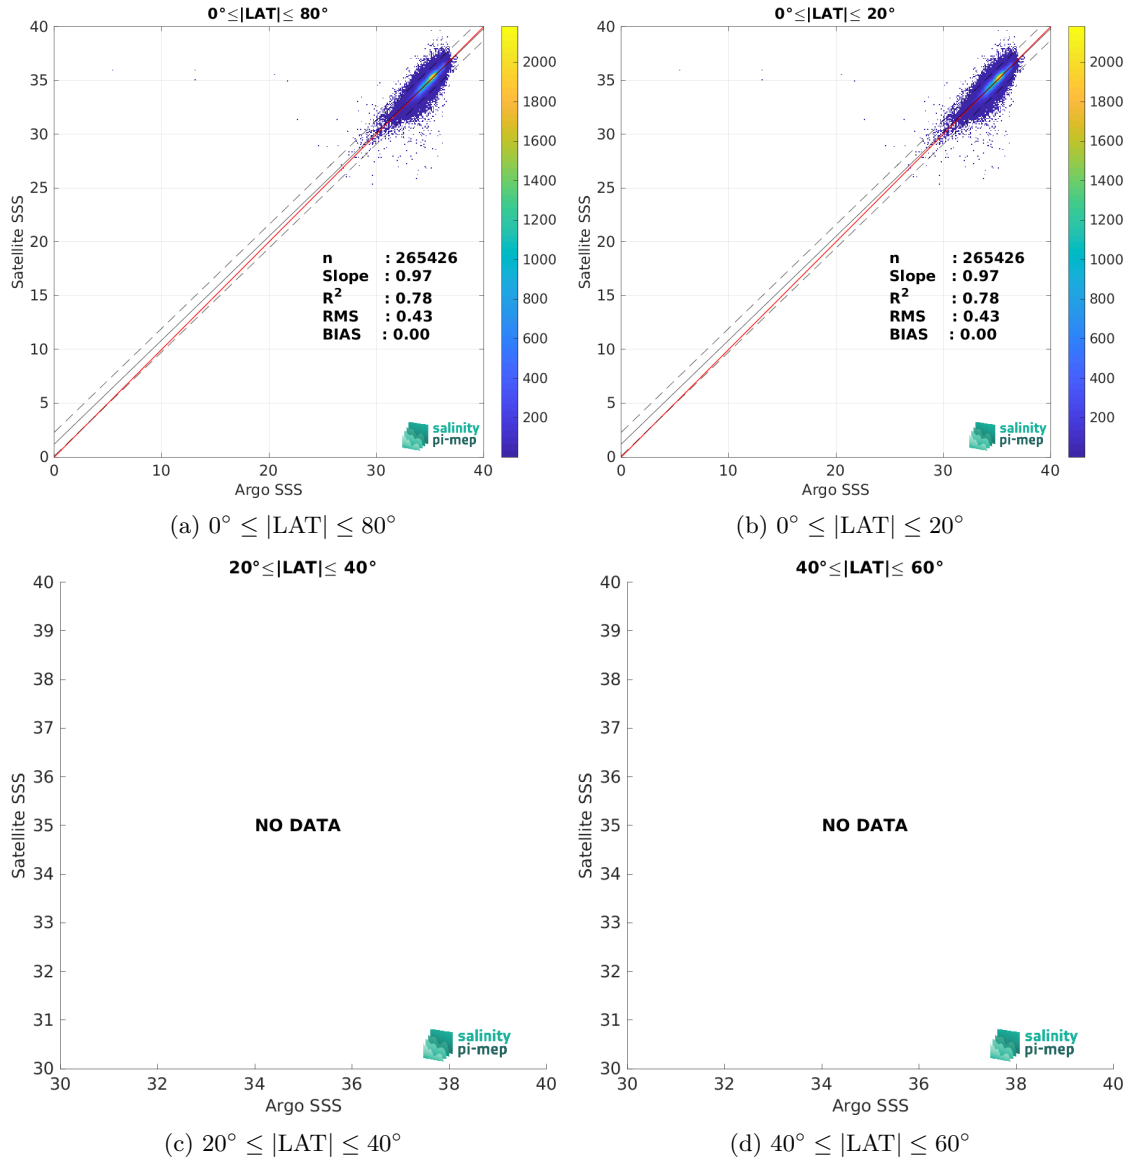 0°≤|LAT|≤ 80°
40
35
30
25
20
15
10
5
0
Satellite SSS
n : 265426
Slope : 0.97
R² : 0.78
RMS : 0.43
BIAS : 0.00
salinity
pi-mep
0 10 20 30 40
Argo SSS
2000
1800
1600
1400
1200
1000
800
600
400
200
(a) 0° ≤ |LAT| ≤ 80°
0°≤|LAT|≤ 20°
40
35
30
25
20
15
10
5
0
Satellite SSS
n : 265426
Slope : 0.97
R² : 0.78
RMS : 0.43
BIAS : 0.00
salinity
pi-mep
0 10 20 30 40
Argo SSS
2000
1800
1600
1400
1200
1000
800
600
400
200
(b) 0° ≤ |LAT| ≤ 20°
20°≤|LAT|≤ 40°
40
39
38
37
36
35
34
33
32
31
30
Satellite SSS
NO DATA
salinity
pi-mep
30 32 34 36 38 40
Argo SSS
(c) 20° ≤ |LAT| ≤ 40°
40°≤|LAT|≤ 60°
40
39
38
37
36
35
34
33
32
31
30
Satellite SSS
NO DATA
salinity
pi-mep
30 32 34 36 38 40
Argo SSS
(d) 40° ≤ |LAT| ≤ 60°